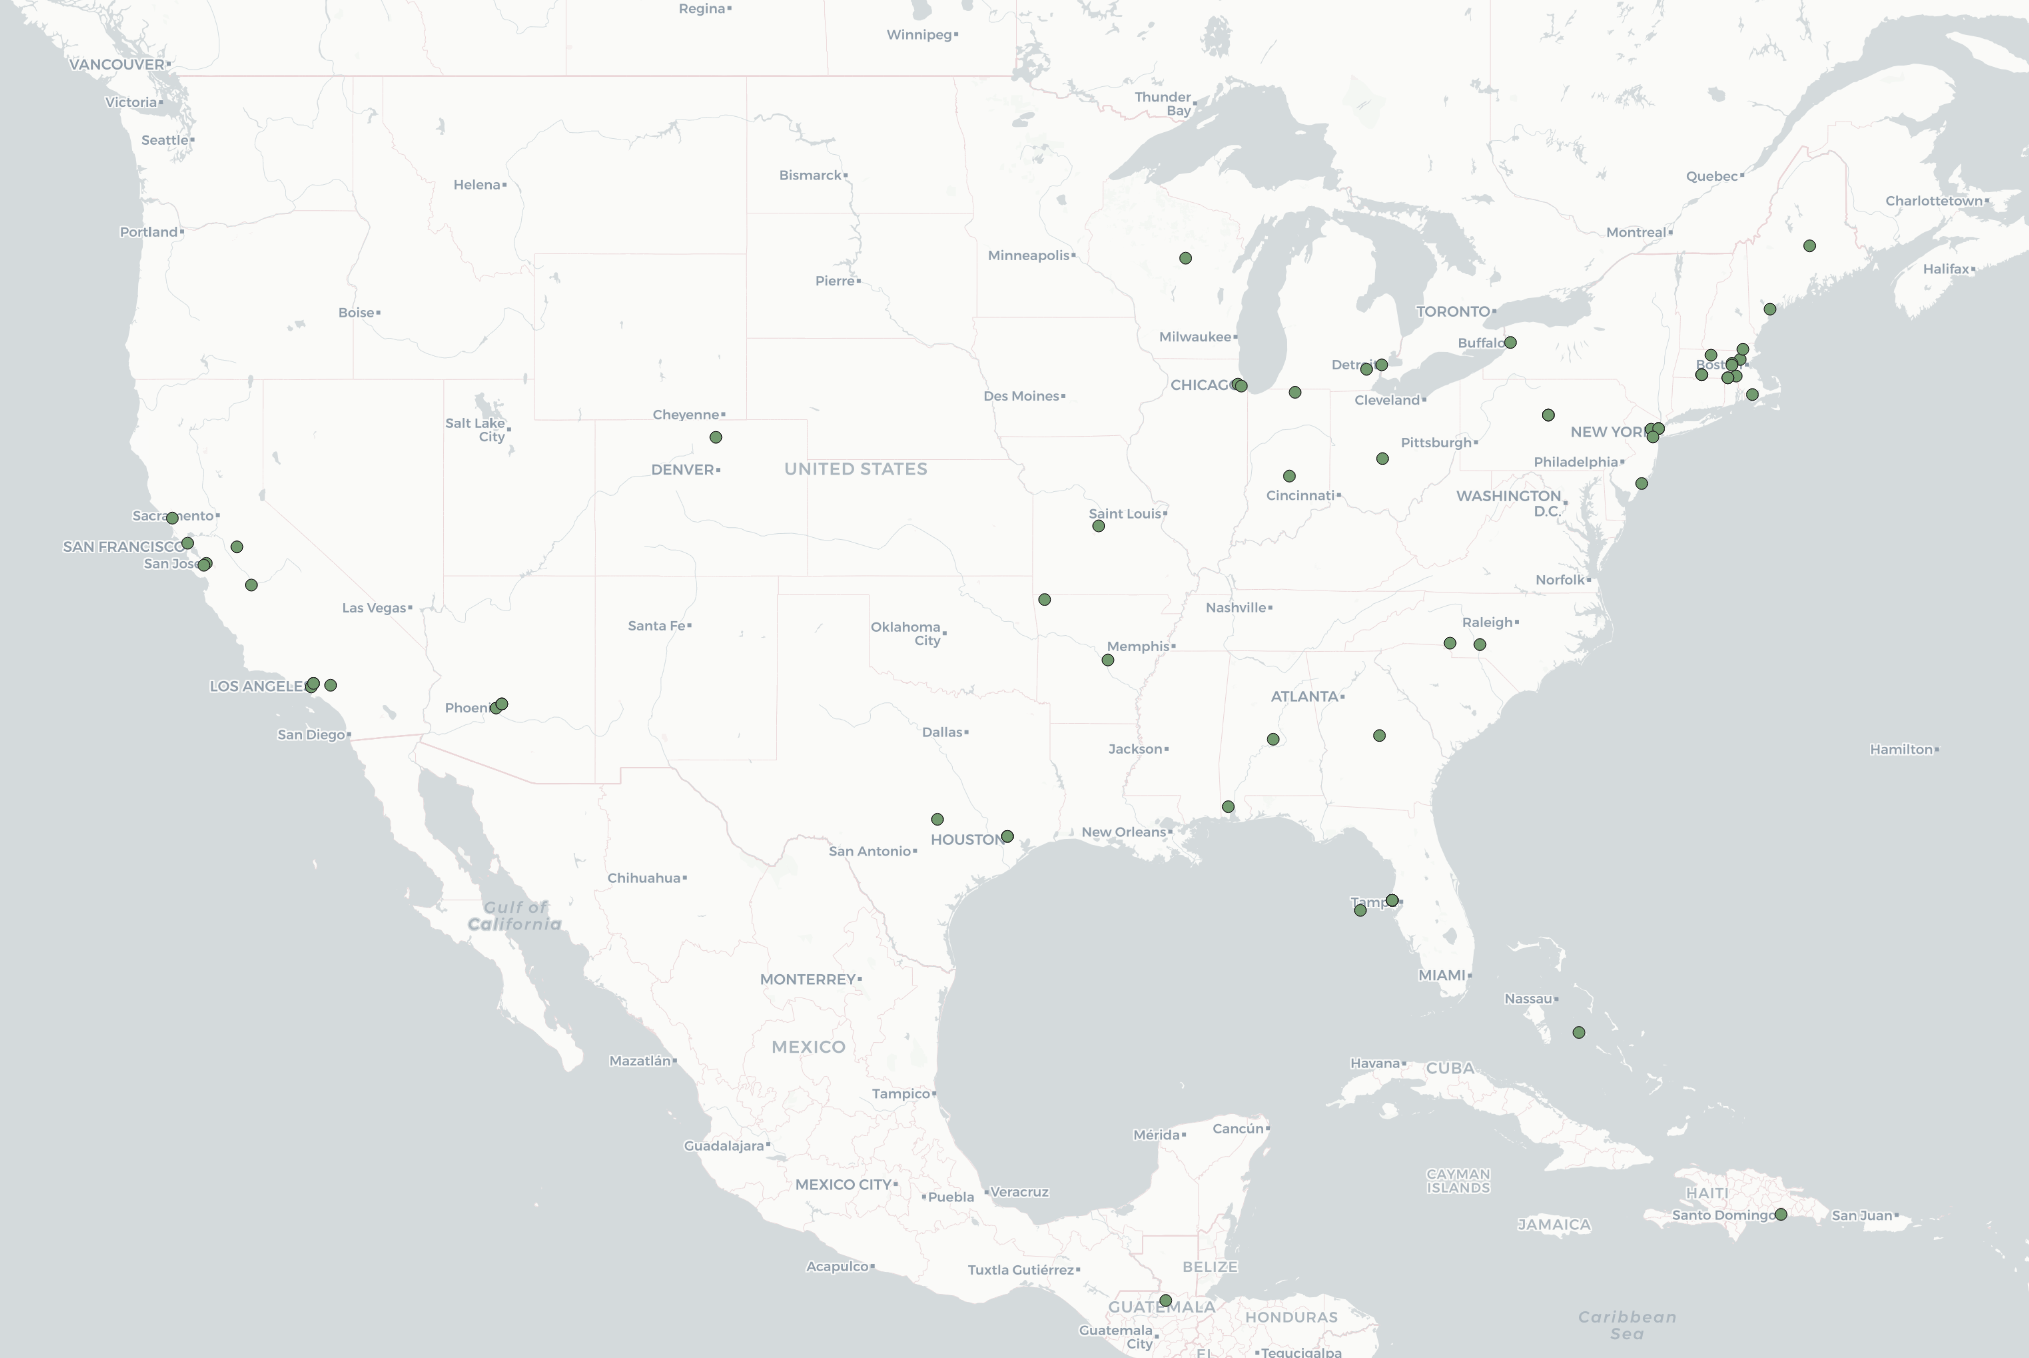 Regina
Winnipeg
VANCOUVER
Thunder
Bay
Victoria
Seattle
Quebec
Bismarck
Helena
Charlottetown
Portland
Montreal
Minneapolis
Halifax
Pierre
Boise
TORONTO
Milwaukee
Buffalo
Detroit
Boston
CHICAGO
Des Moines
Cleveland
Cheyenne
Salt Lake
City
NEW YORK
Pittsburgh
Philadelphia
DENVER
UNITED STATES
Cincinnati
WASHINGTON
D.C.
Saint Louis
Sacramento
SAN FRANCISCO
San Jose
Norfolk
Las Vegas
Nashville
Raleigh
Santa Fe
Oklahoma
City
Memphis
LOS ANGELES
ATLANTA
Phoenix
Dallas
San Diego
Jackson
Hamilton
New Orleans
HOUSTON
San Antonio
Chihuahua
Tampa
Gulf of
California
MIAMI
MONTERREY
Nassau
MEXICO
Mazatlán
Havana
CUBA
Tampico
Cancún
Mérida
Guadalajara
CAYMAN
ISLANDS
MEXICO CITY
Puebla
Veracruz
HAITI
Santo Domingo
San Juan
JAMAICA
Acapulco
Tuxtla Gutiérrez
BELIZE
GUATEMALA
HONDURAS
Caribbean
Sea
Guatemala
City
EL
Tegucigalpa